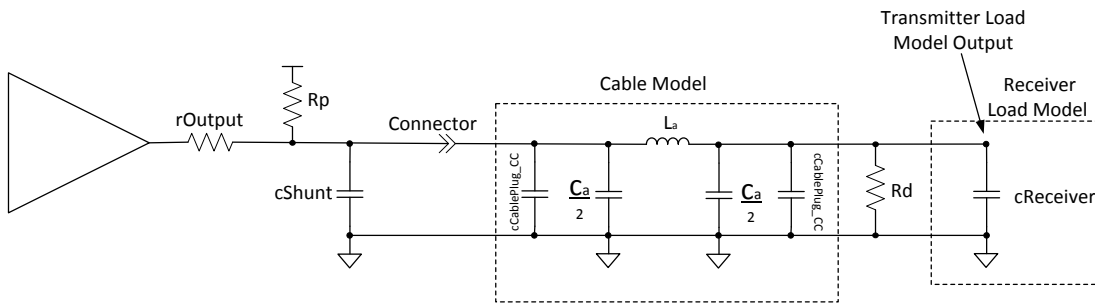 Transmitter Load
Model Output
Cable Model
Receiver
Load Model
rOutput
Rp
Connector
La
cShunt
cCablePlug_CC
Ca
2
Ca
2
cCablePlug_CC
Rd
cReceiver